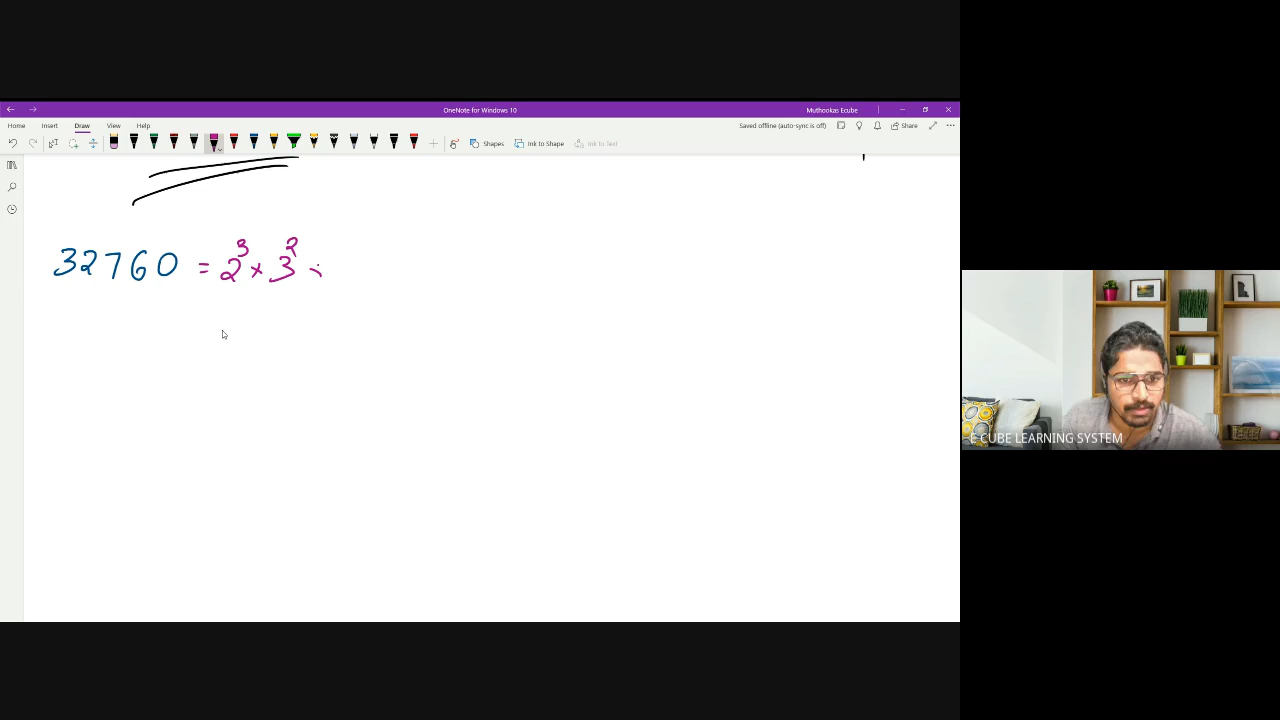 OneNote for Windows 10
Muthookas Ecube
Home Insert Draw View Help
Saved offline (auto-sync is off)
Share
Shapes
Ink to Shape
Ink to Text
32760 = 2³ × 3²
E CUBE LEARNING SYSTEM